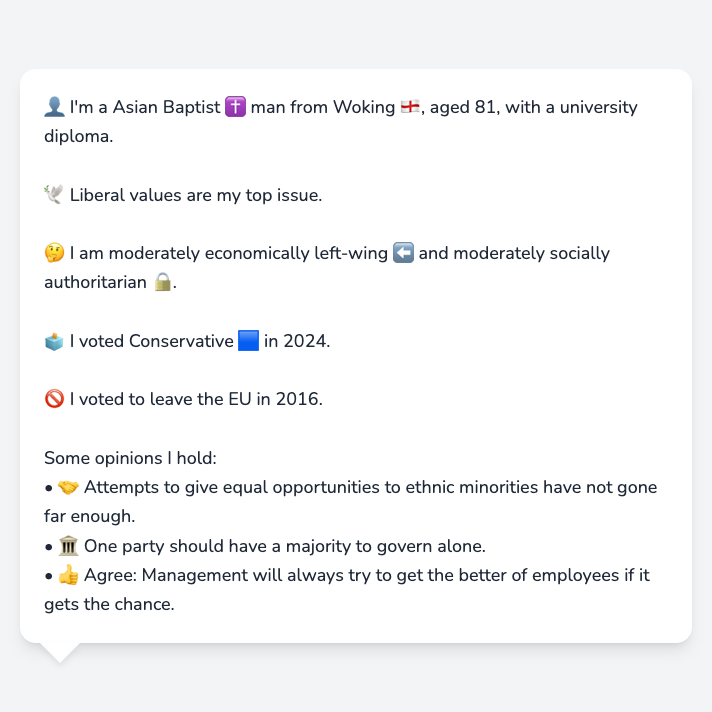 👤 I'm a Asian Baptist ✝️ man from Woking 🏴󠁧󠁢󠁥󠁮󠁧󠁿, aged 81, with a university
diploma.
🕊️ Liberal values are my top issue.
🤔 I am moderately economically left-wing ⬅️ and moderately socially
authoritarian 🔒.
🗳️ I voted Conservative 🟦 in 2024.
🚫 I voted to leave the EU in 2016.
Some opinions I hold:
• 🤝 Attempts to give equal opportunities to ethnic minorities have not gone
far enough.
• 🏛️ One party should have a majority to govern alone.
• 👍 Agree: Management will always try to get the better of employees if it
gets the chance.